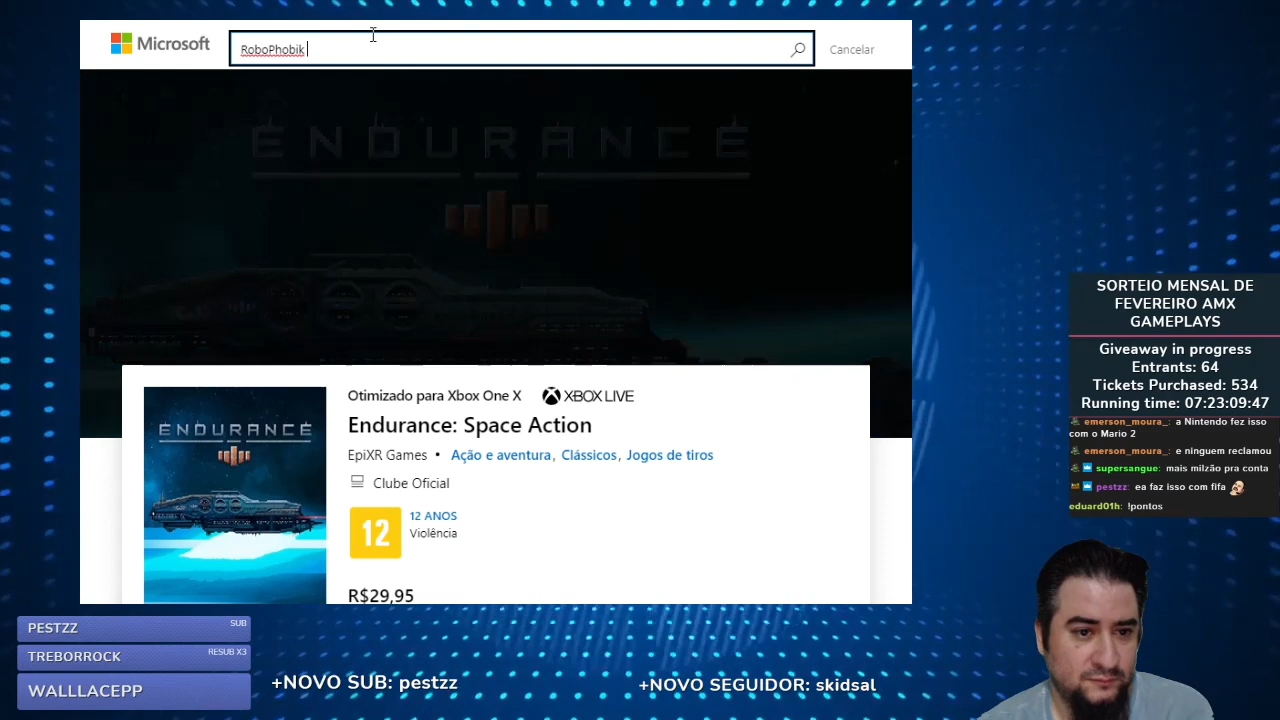 Microsoft
RoboPhobik
Cancelar
ENDURANCE
Otimizado para Xbox One X XBOX LIVE
Endurance: Space Action
EpiXR Games • Ação e aventura, Clássicos, Jogos de tiros
Clube Oficial
ENDURANCE
12
12 ANOS
Violência
R$29,95
SORTEIO MENSAL DE
FEVEREIRO AMX
GAMEPLAYS
Giveaway in progress
Entrants: 64
Tickets Purchased: 534
Running time: 07:23:09:47
emerson_moura_: a Nintendo fez isso
com o Mario 2
emerson_moura_: e ninguem reclamou
supersangue: mais milzão pra conta
pestzz: ea faz isso com fifa
eduard01h: !pontos
PESTZZ SUB
TREBORROCK RESUB X3
WALLLACEPP
+NOVO SUB: pestzz
+NOVO SEGUIDOR: skidsal